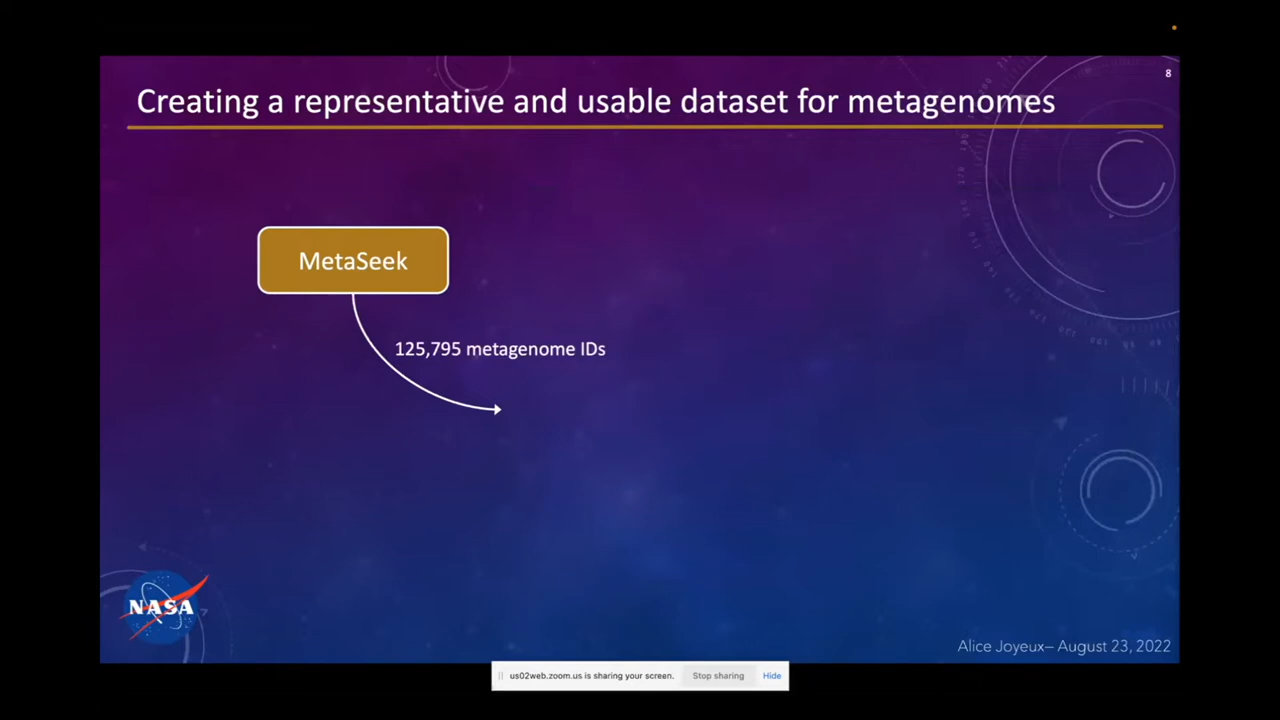 8
Creating a representative and usable dataset for metagenomes
MetaSeek
125,795 metagenome IDs
NASA
Alice Joyeux– August 23, 2022
us02web.zoom.us is sharing your screen. Stop sharing Hide